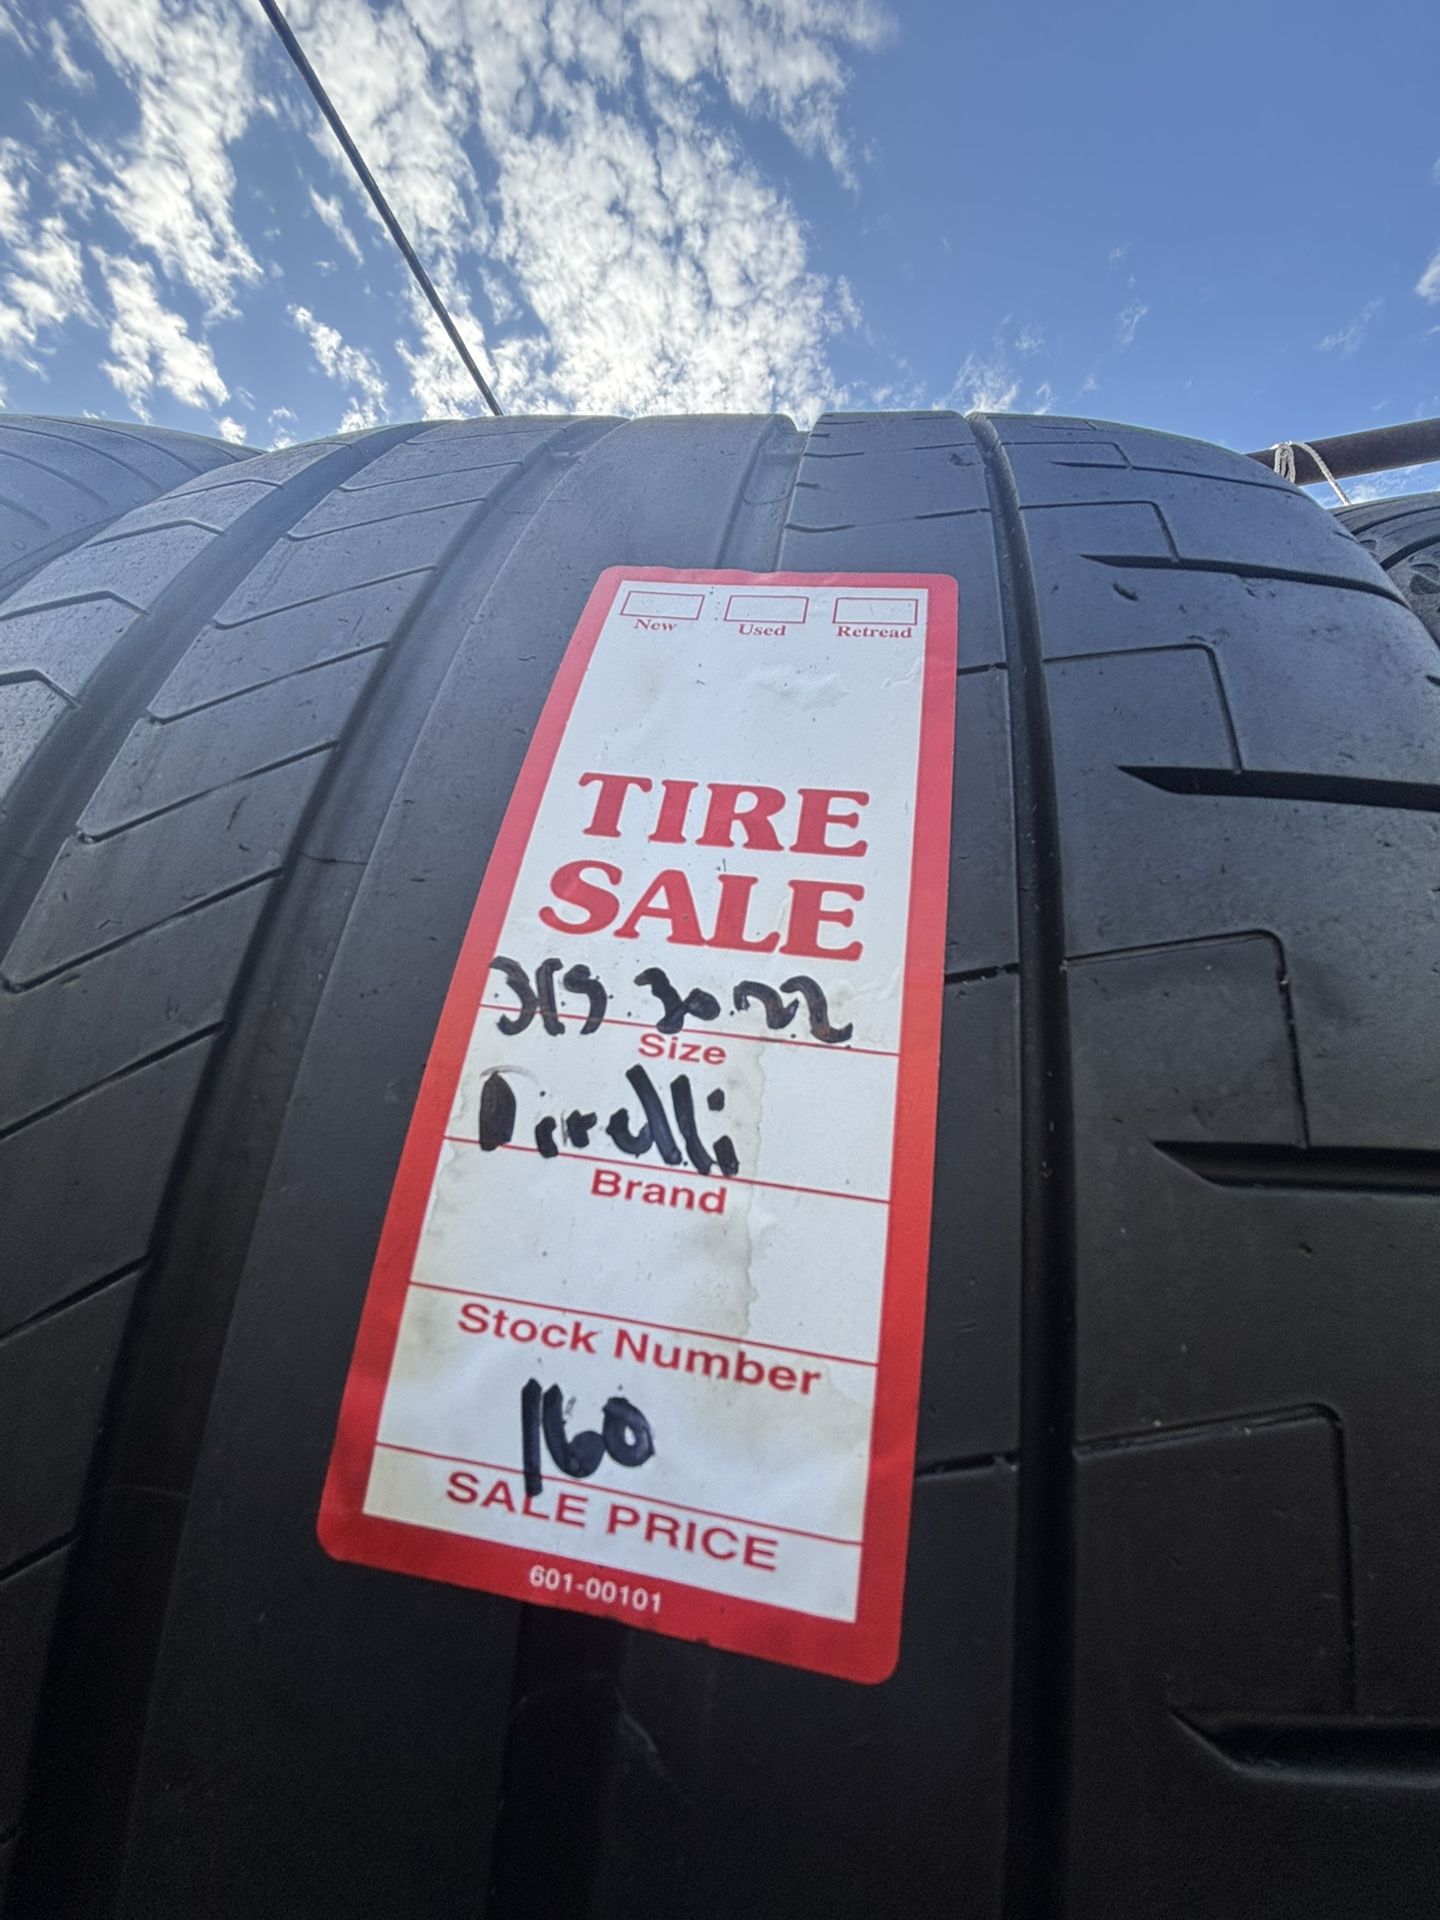 New Used Retread
TIRE
SALE
315 30 22
Size
Pirelli
Brand
Stock Number
160
SALE PRICE
601-00101